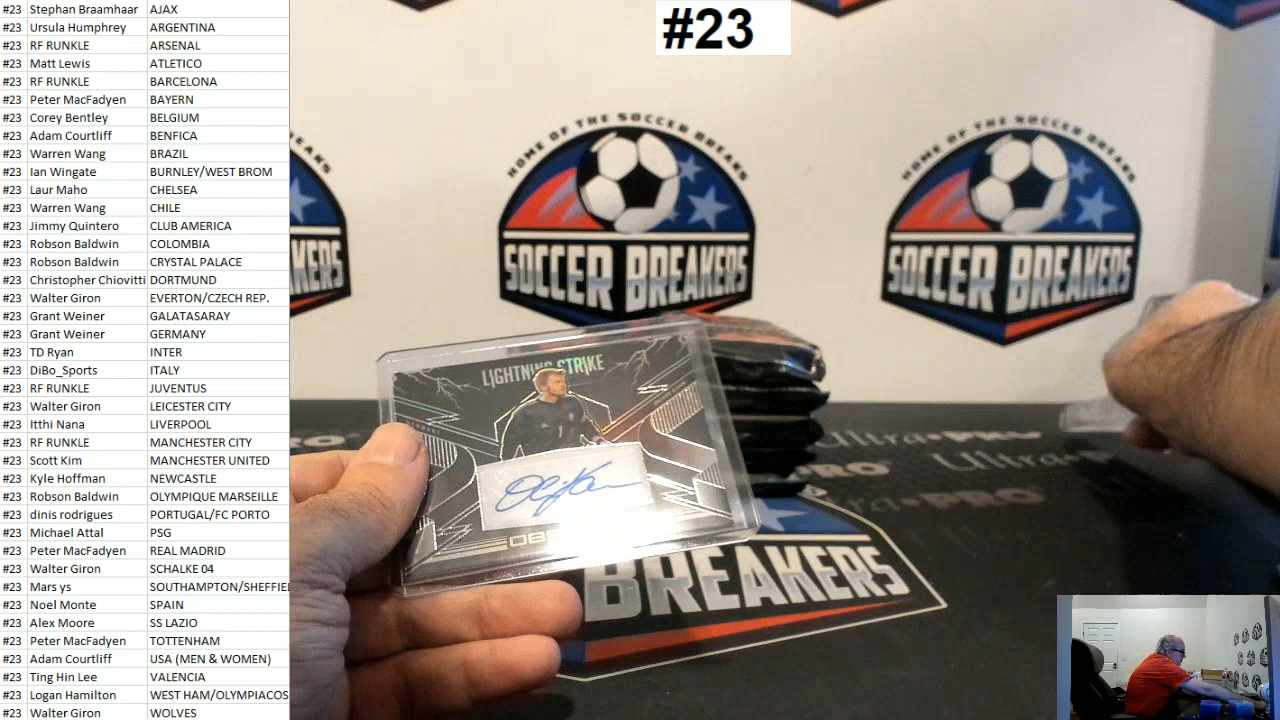 #23 Stephan Braamhaar AJAX
#23 Ursula Humphrey ARGENTINA
#23 RF RUNKLE ARSENAL
#23 Matt Lewis ATLETICO
#23 RF RUNKLE BARCELONA
#23 Peter MacFadyen BAYERN
#23 Corey Bentley BELGIUM
#23 Adam Courtliff BENFICA
#23 Warren Wang BRAZIL
#23 Ian Wingate BURNLEY/WEST BROM
#23 Laur Maho CHELSEA
#23 Warren Wang CHILE
#23 Jimmy Quintero CLUB AMERICA
#23 Robson Baldwin COLOMBIA
#23 Robson Baldwin CRYSTAL PALACE
#23 Christopher Chiovitti DORTMUND
#23 Walter Giron EVERTON/CZECH REP.
#23 Grant Weiner GALATASARAY
#23 Grant Weiner GERMANY
#23 TD Ryan INTER
#23 DiBo_Sports ITALY
#23 RF RUNKLE JUVENTUS
#23 Walter Giron LEICESTER CITY
#23 Itthi Nana LIVERPOOL
#23 RF RUNKLE MANCHESTER CITY
#23 Scott Kim MANCHESTER UNITED
#23 Kyle Hoffman NEWCASTLE
#23 Robson Baldwin OLYMPIQUE MARSEILLE
#23 dinis rodrigues PORTUGAL/FC PORTO
#23 Michael Attal PSG
#23 Peter MacFadyen REAL MADRID
#23 Walter Giron SCHALKE 04
#23 Mars ys SOUTHAMPTON/SHEFFIEL
#23 Noel Monte SPAIN
#23 Alex Moore SS LAZIO
#23 Peter MacFadyen TOTTENHAM
#23 Adam Courtliff USA (MEN & WOMEN)
#23 Ting Hin Lee VALENCIA
#23 Logan Hamilton WEST HAM/OLYMPIACOS
#23 Walter Giron WOLVES
#23
HOME OF THE SOCCER BREAKS
SOCCER BREAKERS
HOME OF THE SOCCER BREAKS
SOCCER BREAKERS
KERS
LIGHTNING STRIKE
Ultra PRO
BREAKERS